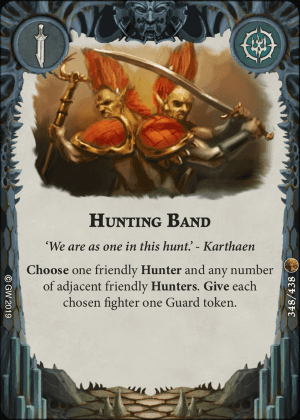 Hunting Band
‘We are as one in this hunt.’ - Karthaen
Choose one friendly Hunter and any number
of adjacent friendly Hunters. Give each
chosen fighter one Guard token.
© GW 2019
348/438